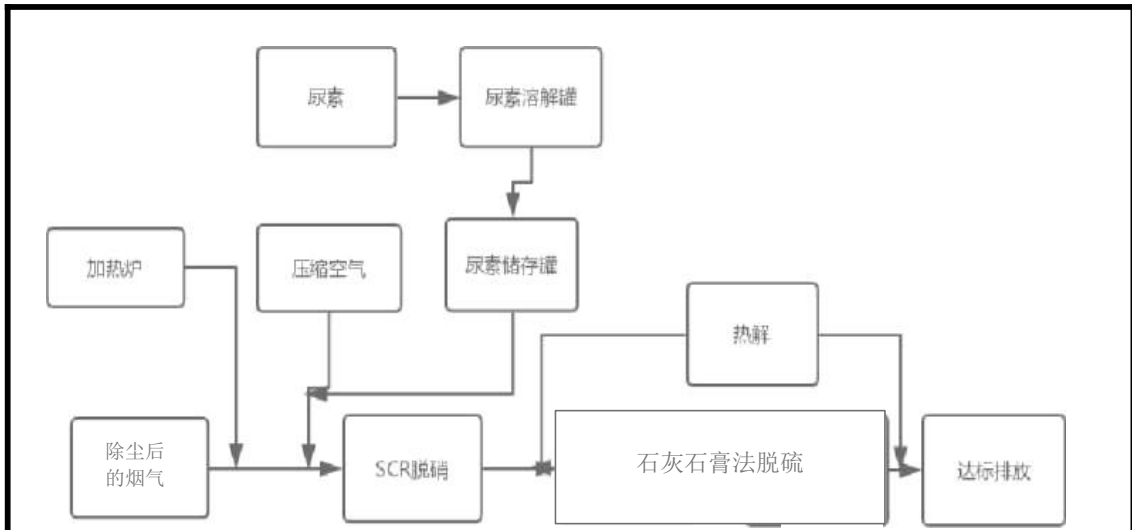 尿素
尿素溶解罐
加热炉
压缩空气
尿素储存罐
热解
除尘后
的烟气
SCR脱硝
石灰石膏法脱硫
达标排放